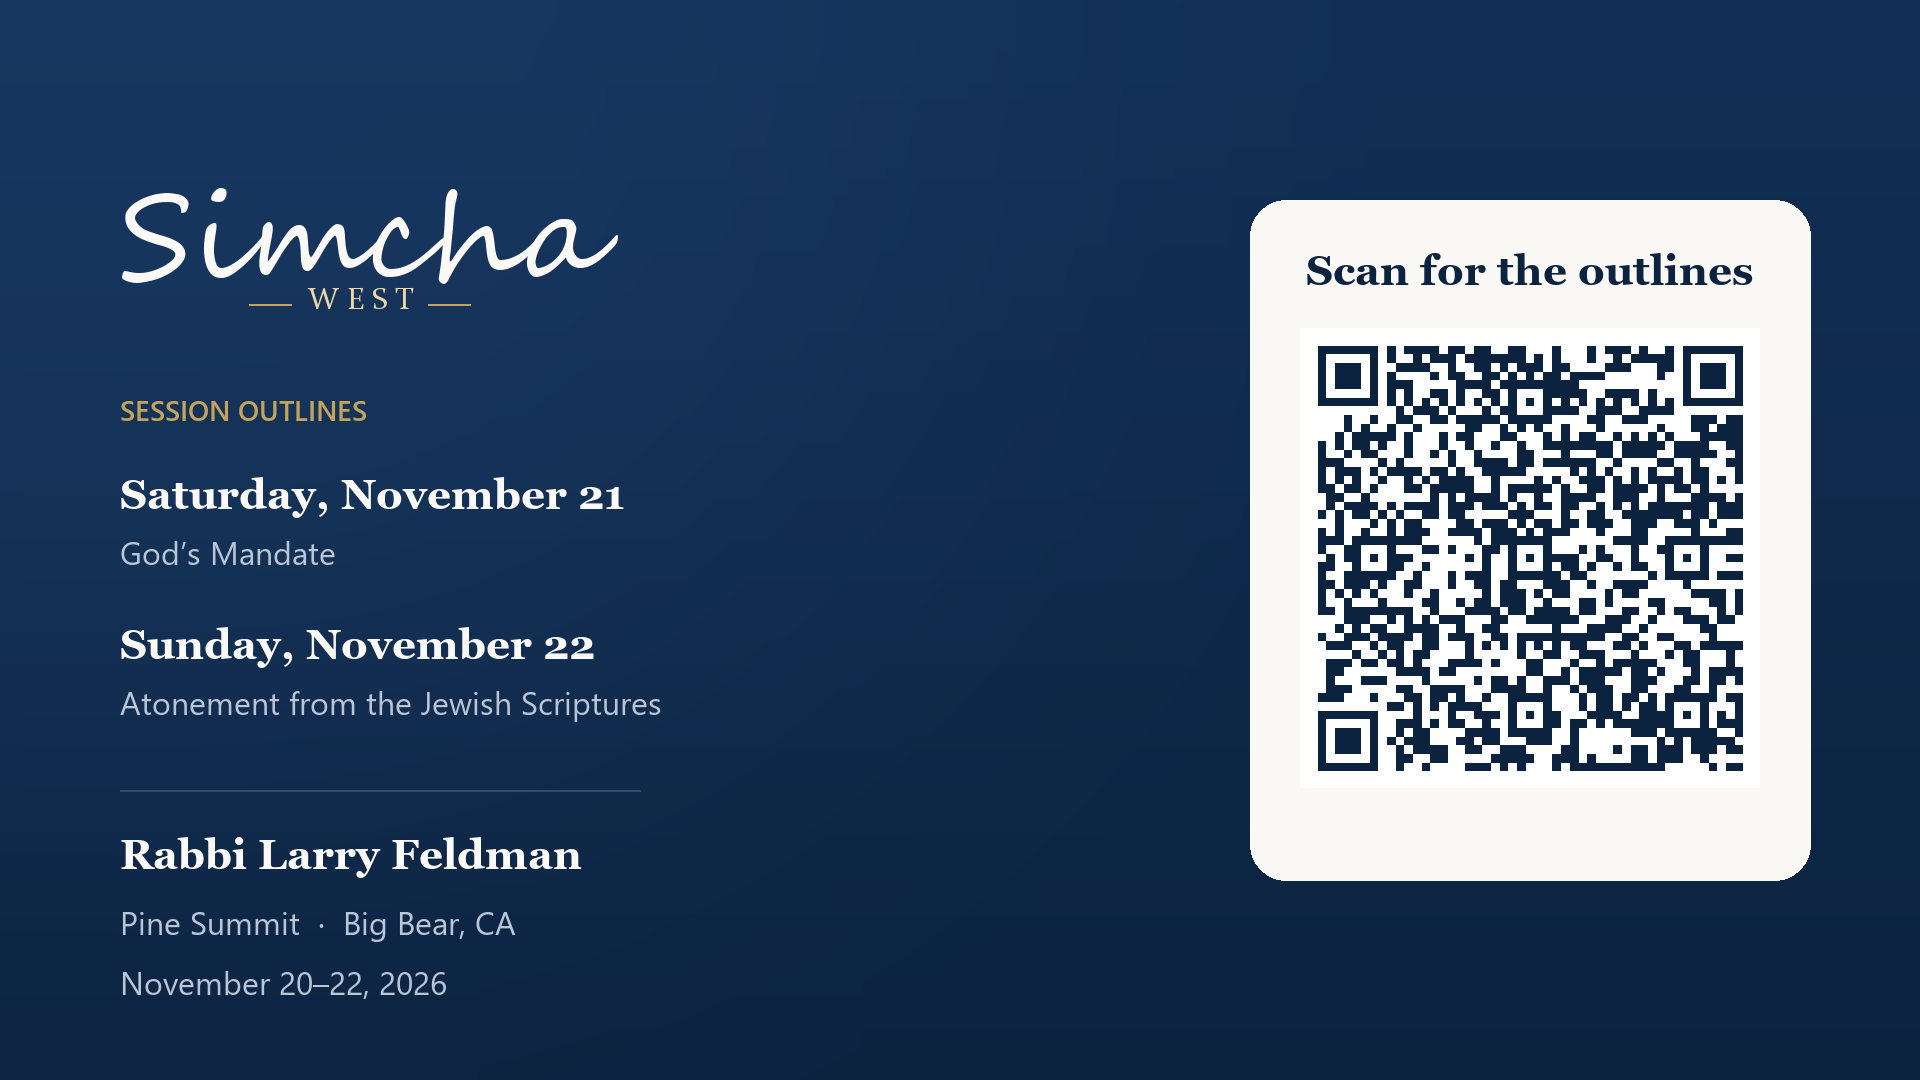 Simcha
WEST
SESSION OUTLINES
Saturday, November 21
God’s Mandate
Sunday, November 22
Atonement from the Jewish Scriptures
Rabbi Larry Feldman
Pine Summit · Big Bear, CA
November 20–22, 2026
Scan for the outlines